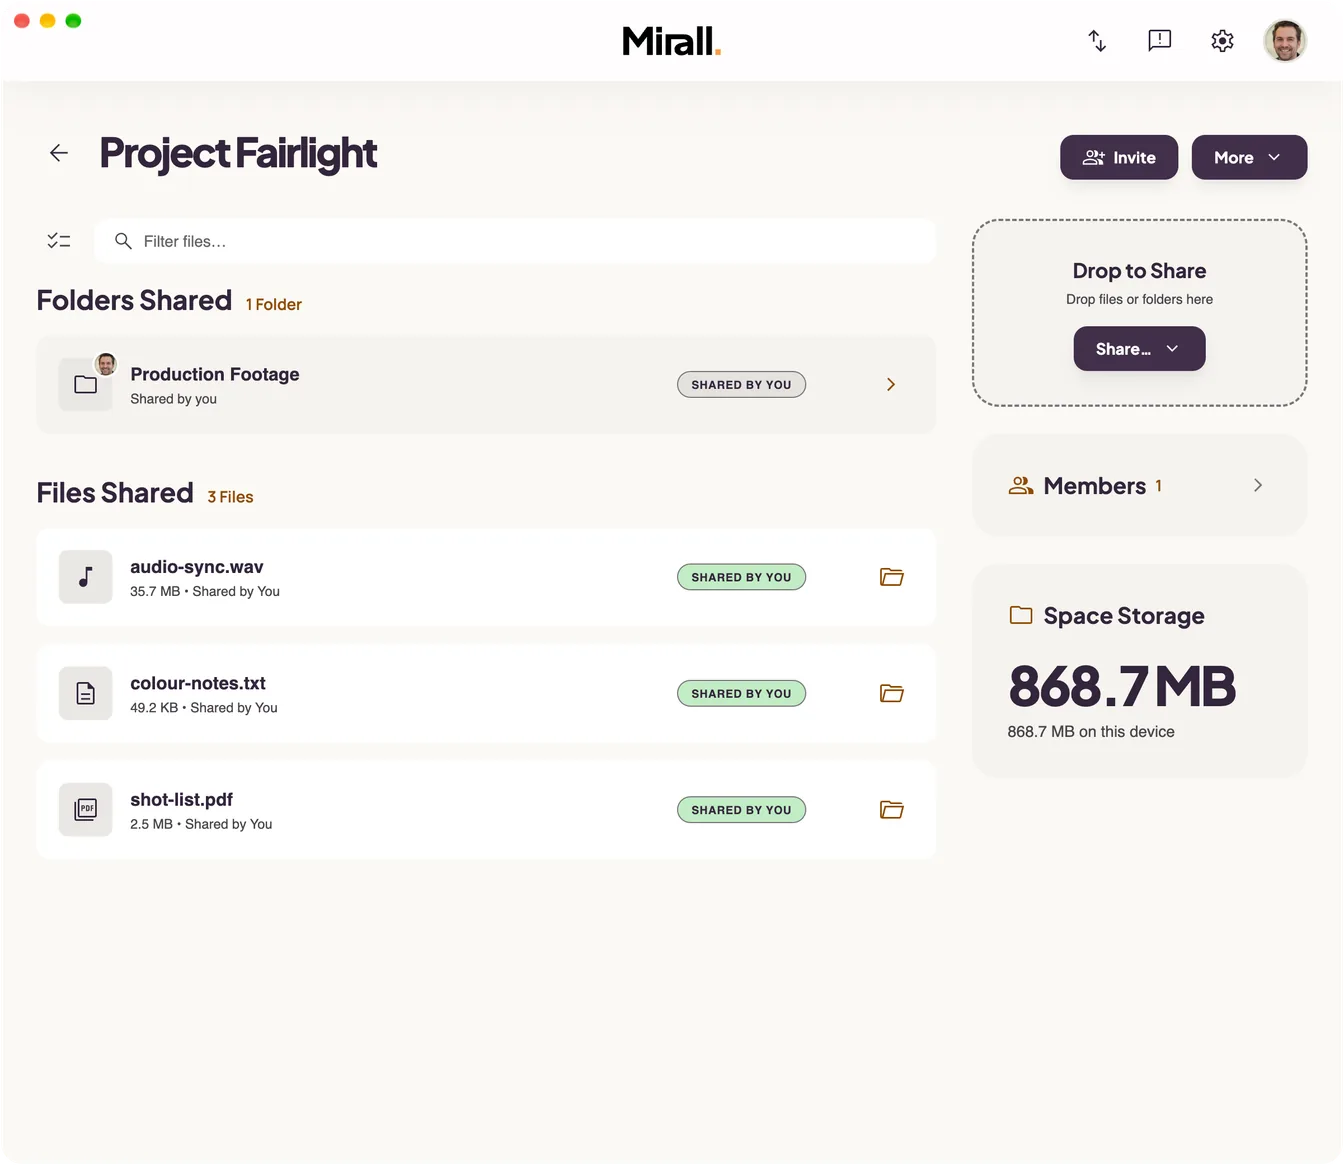 Mirall.
Project Fairlight
Invite
More
Filter files...
Folders Shared 1 Folder
Production Footage
Shared by you
SHARED BY YOU
Files Shared 3 Files
audio-sync.wav
35.7 MB • Shared by You
SHARED BY YOU
colour-notes.txt
49.2 KB • Shared by You
SHARED BY YOU
PDF
shot-list.pdf
2.5 MB • Shared by You
SHARED BY YOU
Drop to Share
Drop files or folders here
Share...
Members 1
Space Storage
868.7 MB
868.7 MB on this device